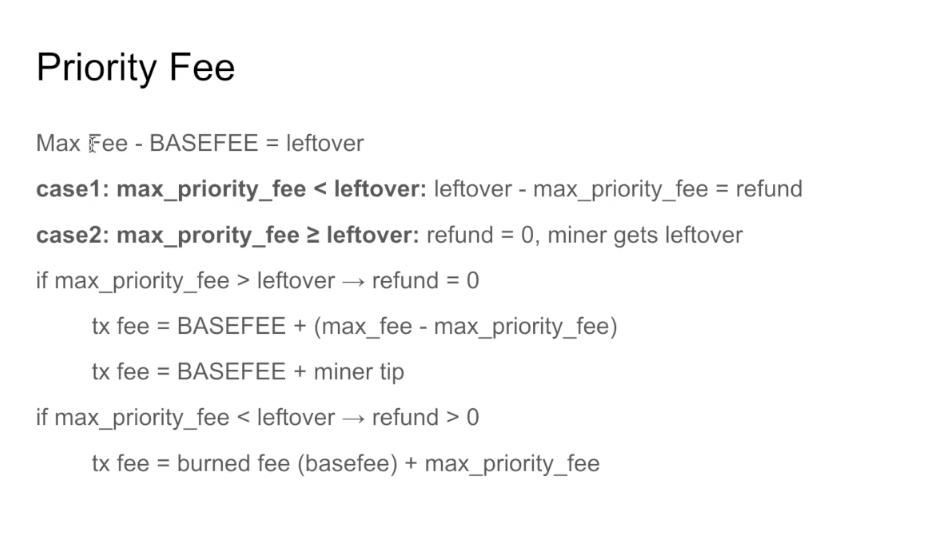 Priority Fee
Max Fee - BASEFEE = leftover
case1: max_priority_fee < leftover: leftover - max_priority_fee = refund
case2: max_prority_fee ≥ leftover: refund = 0, miner gets leftover
if max_priority_fee > leftover → refund = 0
tx fee = BASEFEE + (max_fee - max_priority_fee)
tx fee = BASEFEE + miner tip
if max_priority_fee < leftover → refund > 0
tx fee = burned fee (basefee) + max_priority_fee